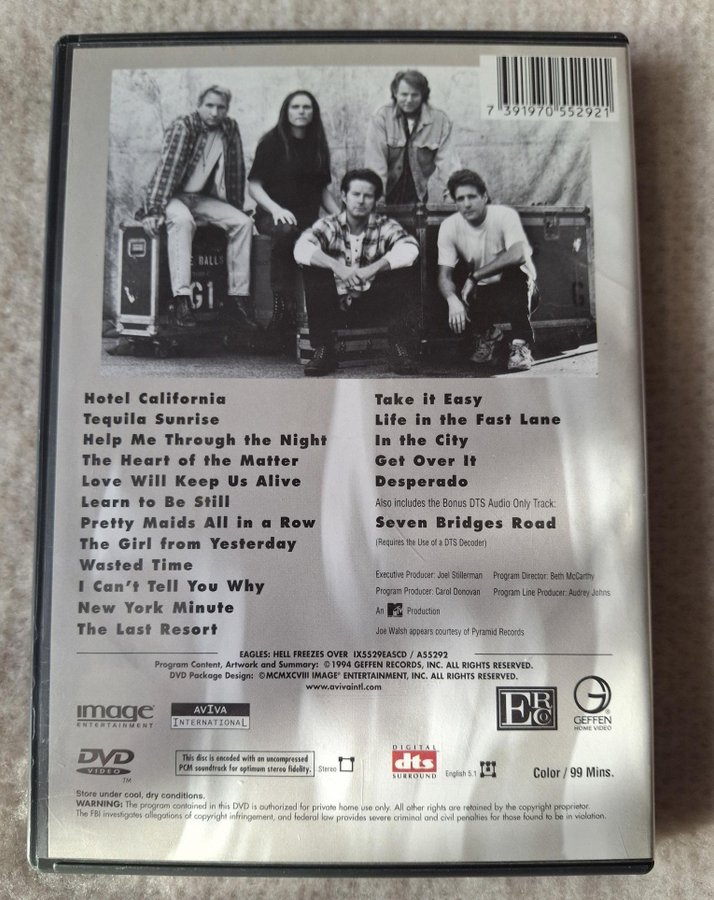 7 391970 552921
E BALLS
G1
G
Hotel California
Tequila Sunrise
Help Me Through the Night
The Heart of the Matter
Love Will Keep Us Alive
Learn to Be Still
Pretty Maids All in a Row
The Girl from Yesterday
Wasted Time
I Can't Tell You Why
New York Minute
The Last Resort
Take it Easy
Life in the Fast Lane
In the City
Get Over It
Desperado
Also includes the Bonus DTS Audio Only Track:
Seven Bridges Road
(Requires the Use of a DTS Decoder)
Executive Producer: Joel Stillerman Program Director: Beth McCarthy
Program Producer: Carol Donovan Program Line Producer: Audrey Johns
An MTV Production
Joe Walsh appears courtesy of Pyramid Records
EAGLES: HELL FREEZES OVER IX5529EASCD / A55292
Program Content, Artwork and Summary: ©1994 GEFFEN RECORDS, INC. ALL RIGHTS RESERVED.
DVD Package Design: ©MCMXCVIII IMAGE® ENTERTAINMENT, INC. ALL RIGHTS RESERVED.
www.avivaintl.com
image
ENTERTAINMENT
AVIVA
INTERNATIONAL
ERC
GEFFEN
HOME VIDEO
DVD
VIDEO
TM
This disc is encoded with an uncompressed
PCM soundtrack for optimum stereo fidelity.
Stereo
DIGITAL
dts
SURROUND
English 5.1
Color / 99 Mins.
Store under cool, dry conditions.
WARNING: The program contained in this DVD is authorized for private home use only. All other rights are retained by the copyright proprietor.
The FBI investigates allegations of copyright infringement, and federal law provides severe criminal and civil penalties for those found to be in violation.